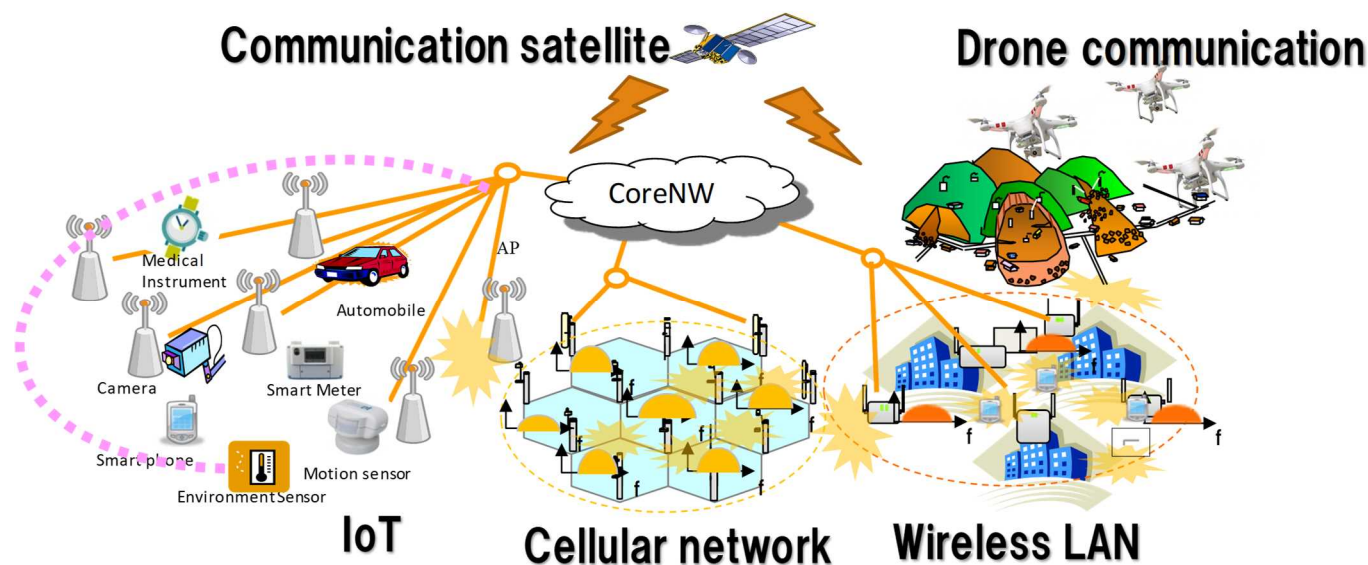 Communication satellite
Drone communication
CoreNW
AP
Medical
Instrument
Automobile
Camera
Smart Meter
Smart phone
Motion sensor
EnvironmentSensor
f
f
f
f
f
f
f
f
f
f
IoT
Cellular network
Wireless LAN